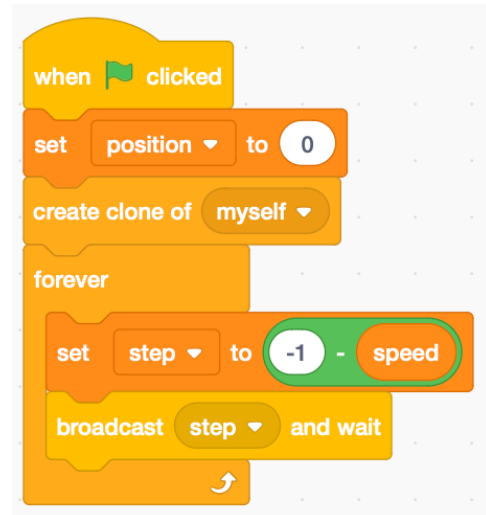 when clicked
set position to 0
create clone of myself
forever
set step to -1 - speed
broadcast step and wait